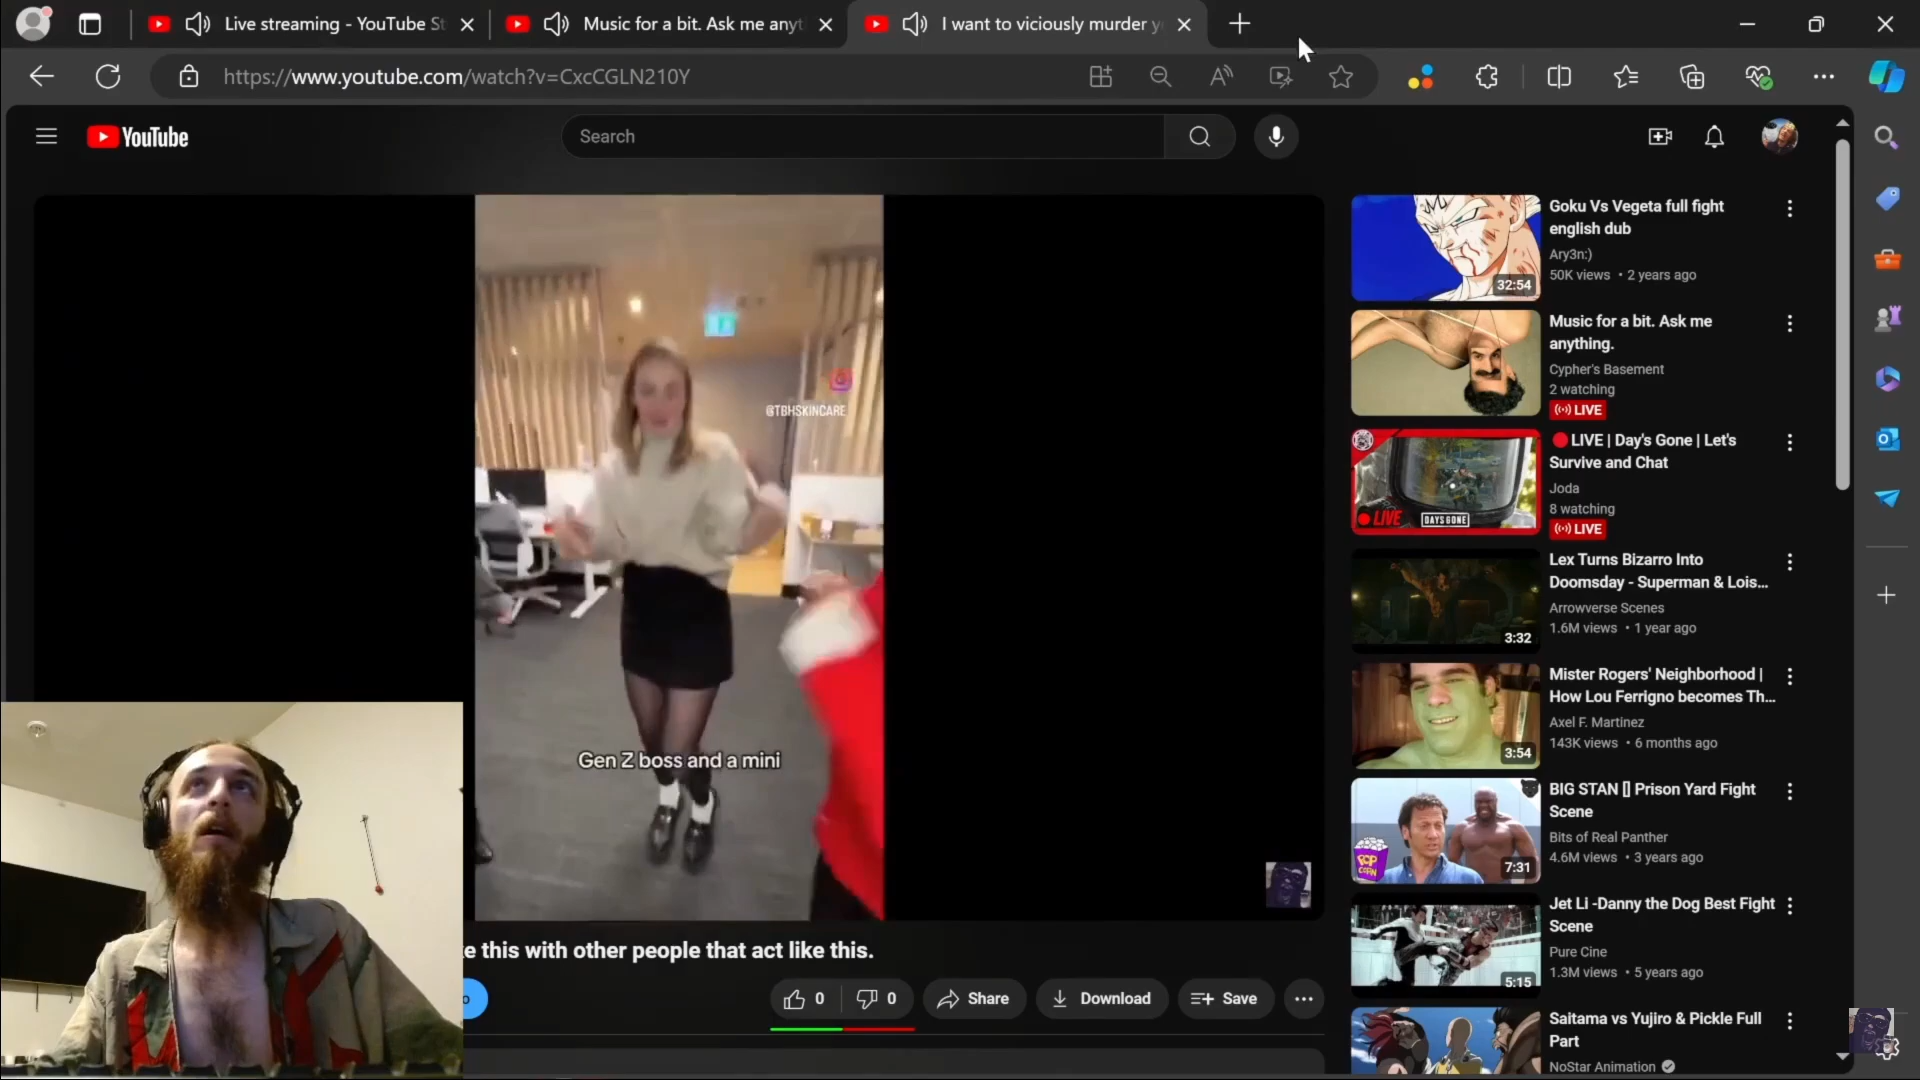 Live streaming - YouTube St
Music for a bit. Ask me anyt
I want to viciously murder y
https://www.youtube.com/watch?v=CxcCGLN210Y
YouTube
Search
@TBHSKINCARE
Gen Z boss and a mini
e this with other people that act like this.
0
0
Share
Download
Save
Goku Vs Vegeta full fight
english dub
Ary3n:)
50K views • 2 years ago
32:54
Music for a bit. Ask me
anything.
Cypher's Basement
2 watching
LIVE
LIVE | Day's Gone | Let's
Survive and Chat
Joda
8 watching
LIVE
LIVE
DAYS GONE
Lex Turns Bizarro Into
Doomsday - Superman & Lois...
Arrowverse Scenes
1.6M views • 1 year ago
3:32
Mister Rogers' Neighborhood |
How Lou Ferrigno becomes Th...
Axel F. Martinez
143K views • 6 months ago
3:54
BIG STAN [] Prison Yard Fight
Scene
Bits of Real Panther
4.6M views • 3 years ago
7:31
POP
CORN
Jet Li -Danny the Dog Best Fight
Scene
Pure Cine
1.3M views • 5 years ago
5:15
Saitama vs Yujiro & Pickle Full
Part
NoStar Animation